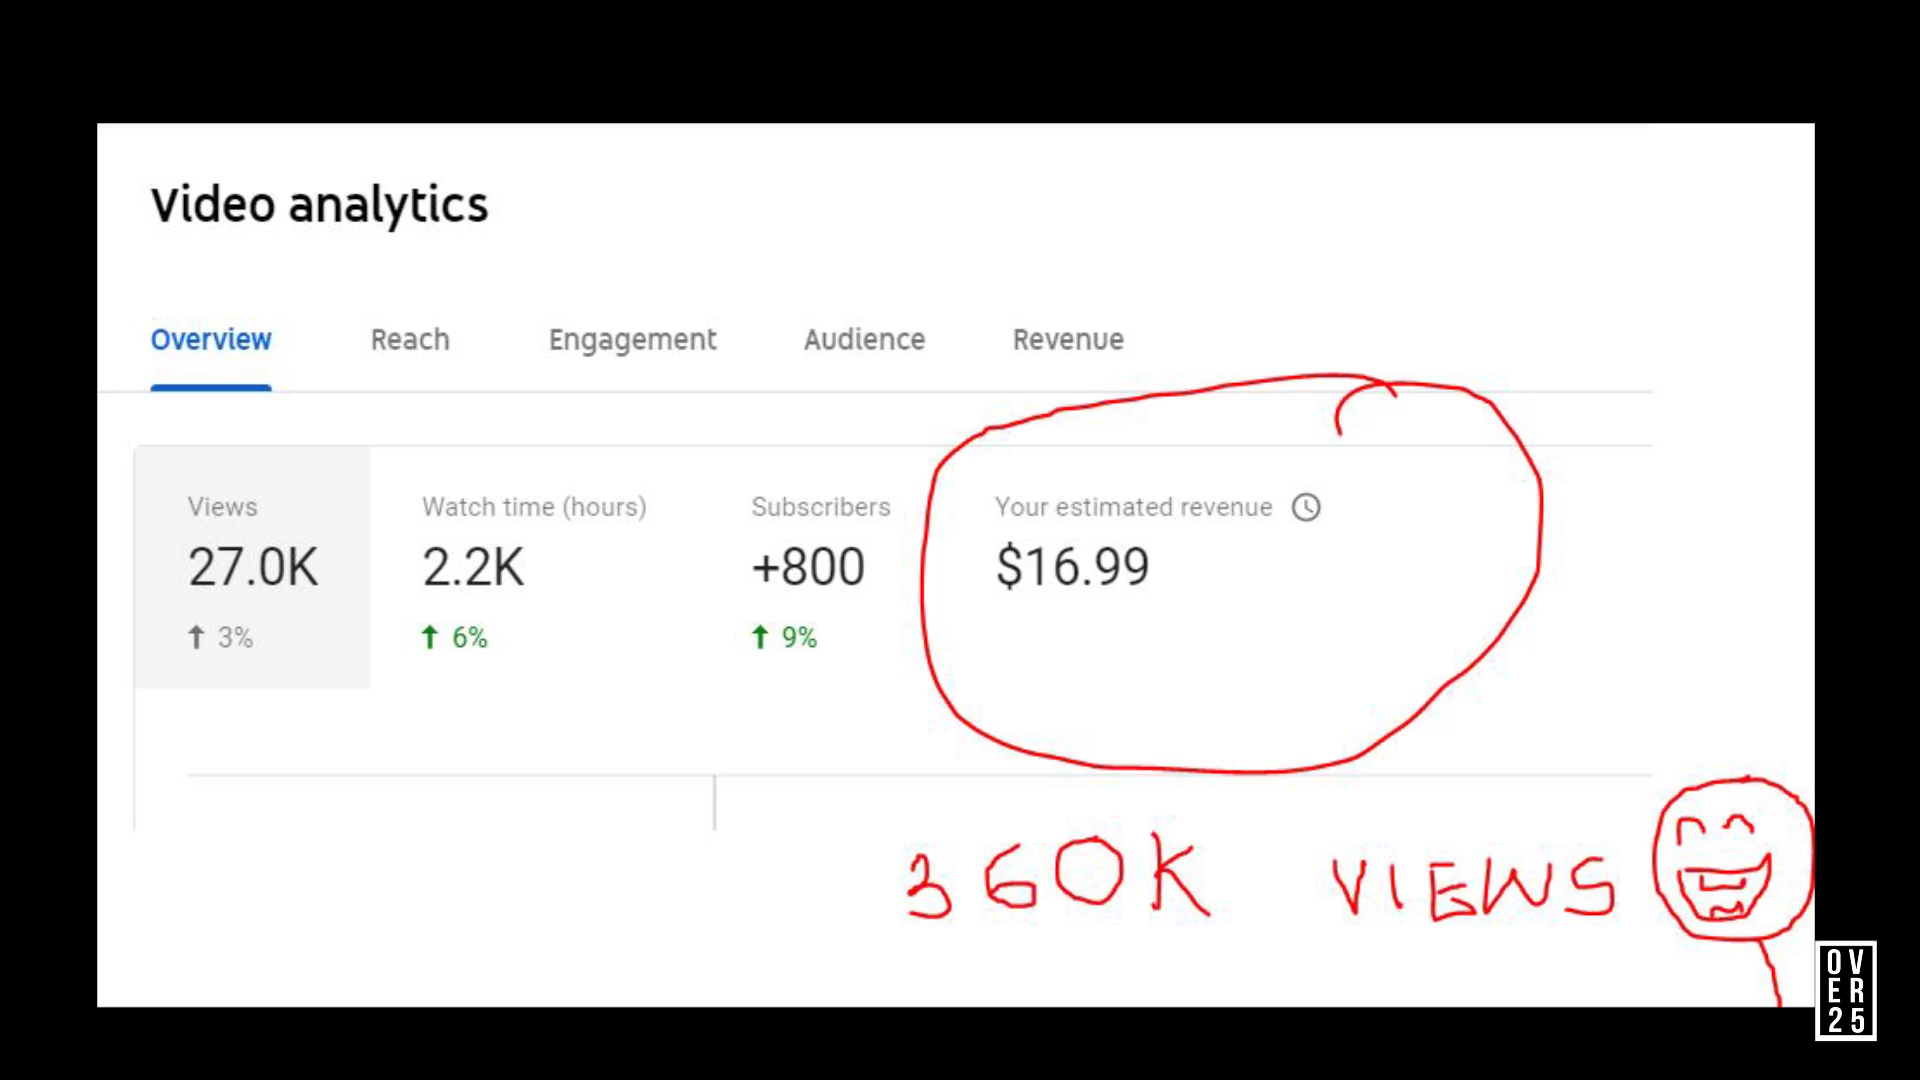 Video analytics
Overview Reach Engagement Audience Revenue
Views Watch time (hours) Subscribers Your estimated revenue
27.0K 2.2K +800 $16.99
↑ 3% ↑ 6% ↑ 9%
360K VIEWS
OV
ER
25